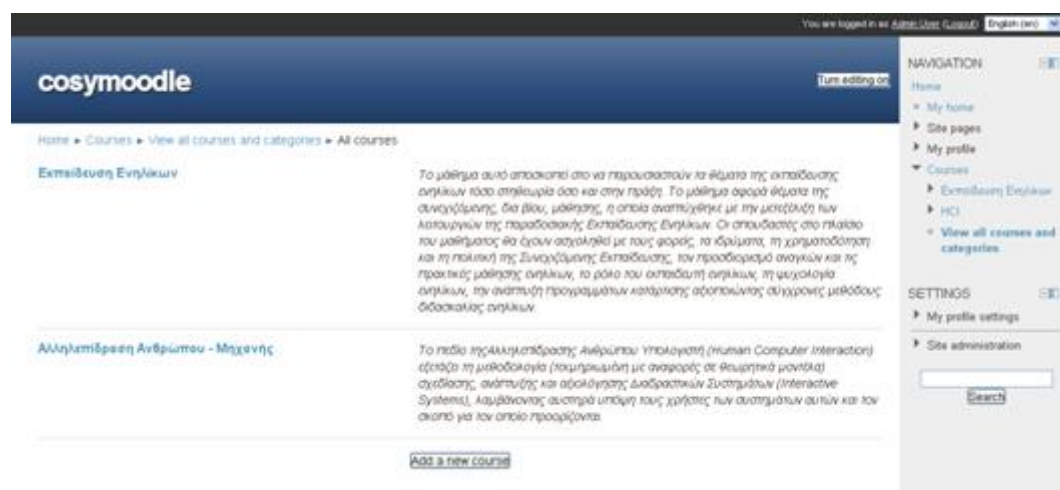 You are logged in as Admin User (Logout) English (en)
cosymoodle
Turn editing on
Home ► Courses ► View all courses and categories ► All courses
Εκπαίδευση Ενηλίκων
Το μάθημα αυτό αποσκοπεί στο να παρουσιαστούν τα θέματα της εκπαίδευσης
ενηλίκων τόσο στηθεωρία όσο και στην πράξη. Το μάθημα αφορά θέματα της
συνεχιζόμενης, δια βίου, μάθησης, η οποία αναπτύχθηκε με την μετεξέλιξη των
λειτουργιών της παραδοσιακής Εκπαίδευσης Ενηλίκων. Οι σπουδαστές στο πλαίσιο
του μαθήματος θα έχουν ασχοληθεί με τους φορείς, τα ιδρύματα, τη χρηματοδότηση
και τη πολιτική της Συνεχιζόμενης Εκπαίδευσης, τον προσδιορισμό αναγκών και τις
πρακτικές μάθησης ενηλίκων, το ρόλο του εκπαιδευτή ενηλίκων, τη ψυχολογία
ενηλίκων, την ανάπτυξη προγραμμάτων κατάρτισης αξιοποιώντας σύγχρονες μεθόδους
διδασκαλίας ενηλίκων.
Αλληλεπίδραση Ανθρώπου - Μηχανής
Το πεδίο τηςΑλληλεπίδρασης Ανθρώπου Υπολογιστή (Human Computer Interaction)
εξετάζει τη μεθοδολογία (τεκμηριωμένη με αναφορές σε θεωρητικά μοντέλα)
σχεδίασης, ανάπτυξης και αξιολόγησης Διαδραστικών Συστημάτων (Interactive
Systems), λαμβάνοντας αυστηρά υπόψη τους χρήστες των συστημάτων αυτών και τον
σκοπό για τον οποίο προορίζονται.
Add a new course
NAVIGATION
Home
My home
Site pages
My profile
Courses
Εκπαίδευση Ενηλίκων
HCI
View all courses and
categories
SETTINGS
My profile settings
Site administration
Search